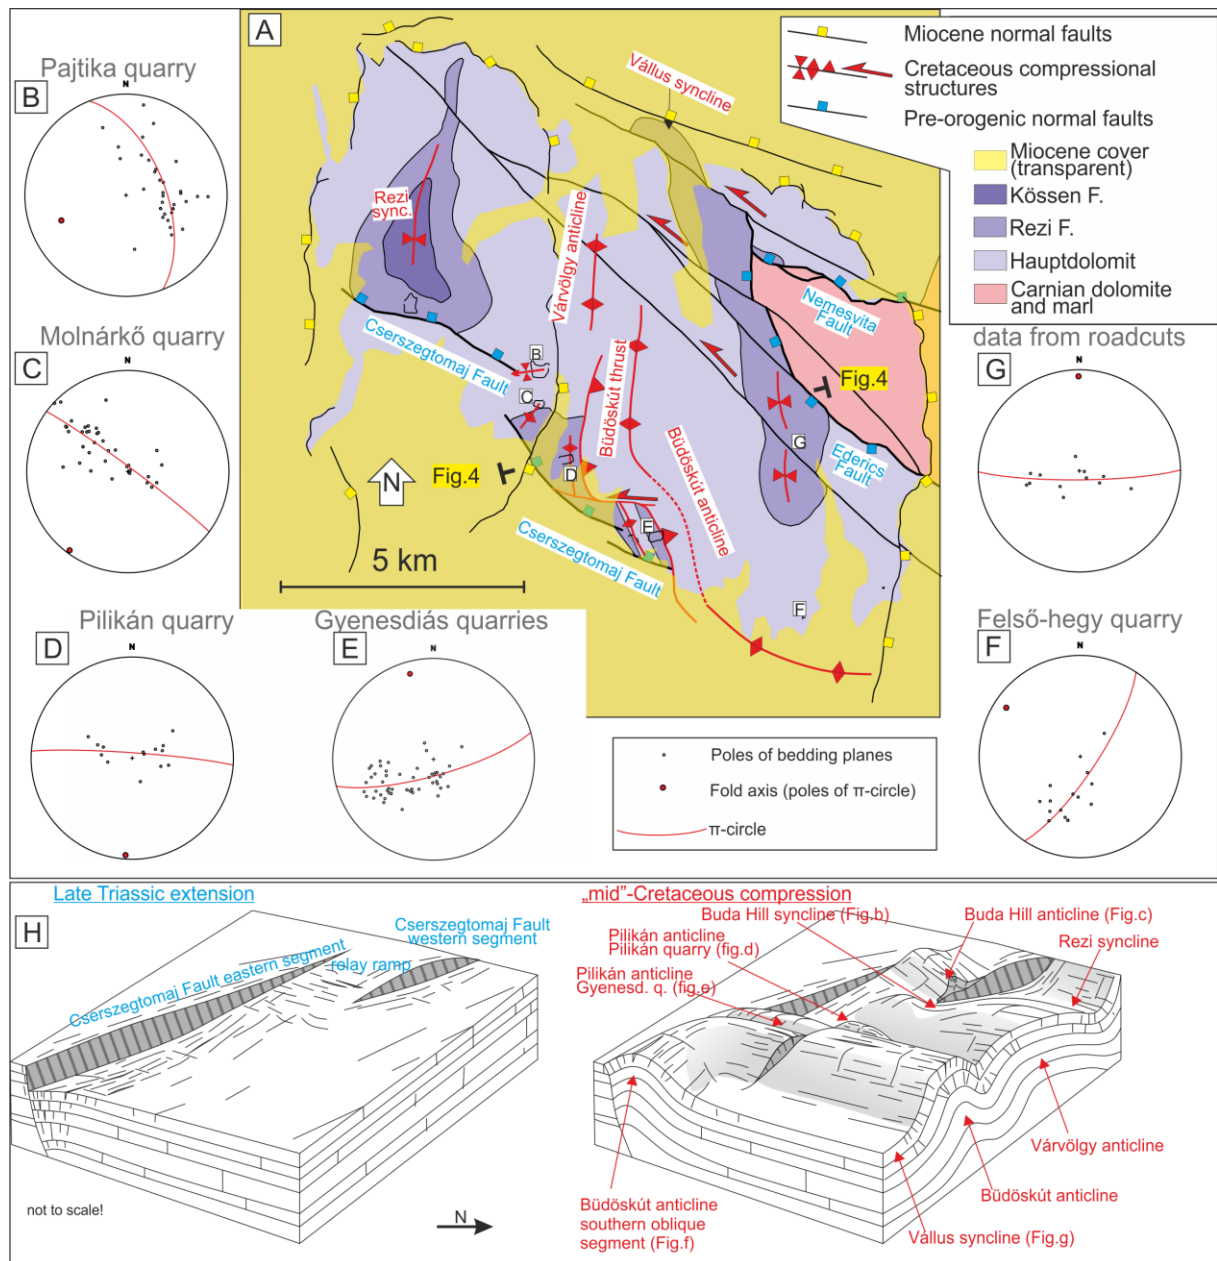 A
Miocene normal faults
Cretaceous compressional
structures
Pre-orogenic normal faults
Miocene cover
(transparent)
Kössen F.
Rezi F.
Hauptdolomit
Carnian dolomite
and marl
Pajtika quarry
B
N
Molnárkő quarry
C
N
Pilikán quarry
D
N
Gyenesdiás quarries
E
N
data from roadcuts
G
N
Felső-hegy quarry
F
N
Vállus syncline
Rezi
sync.
Várvölgy anticline
Cserszegtomaj Fault
Büdöskút thrust
Büdöskút anticline
Nemesvita
Fault
Ederics
Fault
Fig.4
Fig.4
B
C
D
E
F
G
N
Cserszegtomaj Fault
5 km
Poles of bedding planes
Fold axis (poles of π-circle)
π-circle
H
Late Triassic extension
Cserszegtomaj Fault
western segment
Cserszegtomaj Fault eastern segment
relay ramp
not to scale!
N
„mid”-Cretaceous compression
Buda Hill syncline (Fig.b)
Buda Hill anticline (Fig.c)
Pilikán anticline
Pilikán quarry (fig.d)
Rezi syncline
Pilikán anticline
Gyenesd. q. (fig.e)
Várvölgy anticline
Büdöskút anticline
Büdöskút anticline
southern oblique
segment (Fig.f)
Vállus syncline (Fig.g)